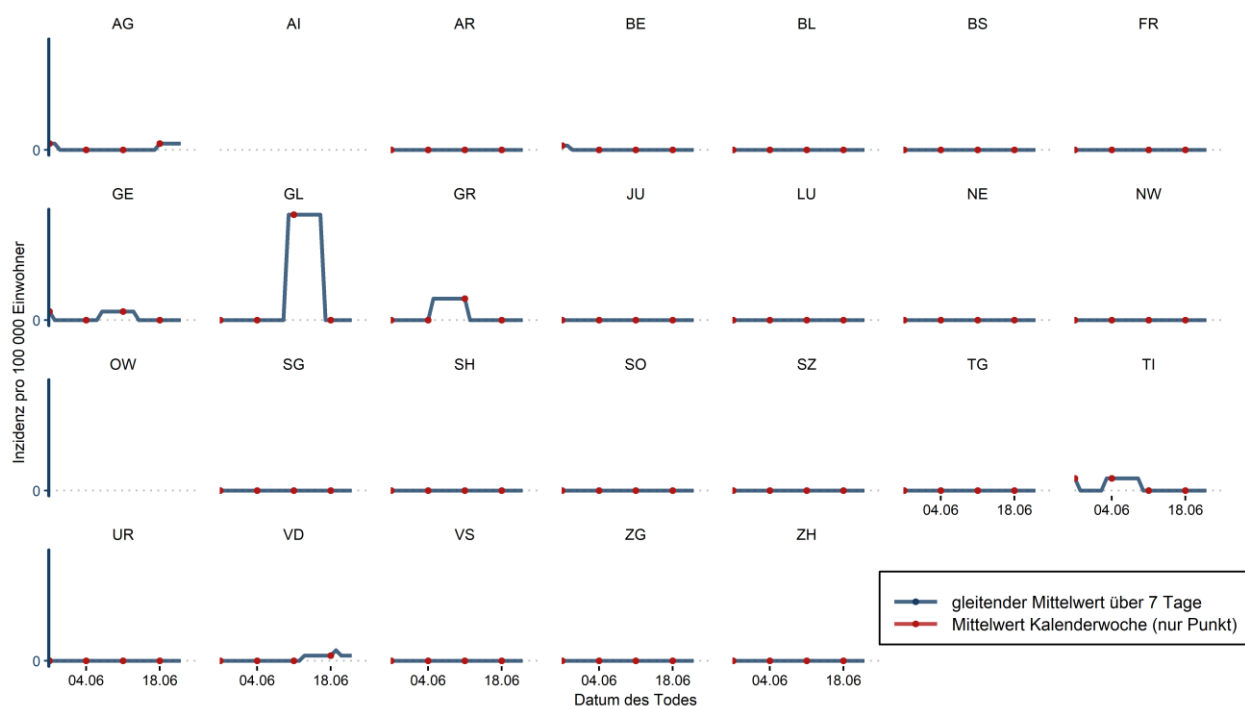 AG AI AR BE BL BS FR
0
GE GL GR JU LU NE NW
0
Inzidenz pro 100 000 Einwohner
OW SG SH SO SZ TG TI
0
04.06 18.06 04.06 18.06
UR VD VS ZG ZH
gleitender Mittelwert über 7 Tage
Mittelwert Kalenderwoche (nur Punkt)
0
04.06 18.06 04.06 18.06 04.06 18.06 04.06 18.06 04.06 18.06
Datum des Todes